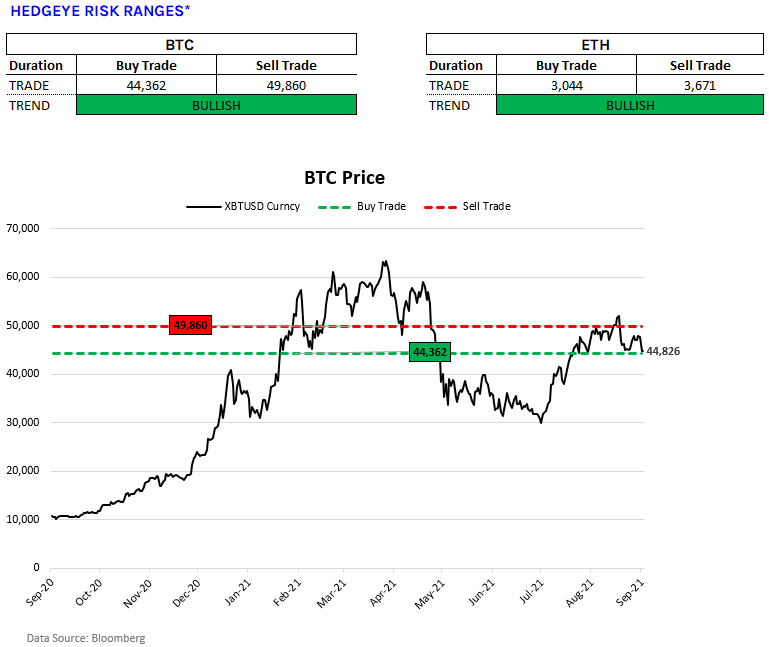 HEDGEYE RISK RANGES*
BTC
Duration Buy Trade Sell Trade
TRADE 44,362 49,860
TREND BULLISH
ETH
Duration Buy Trade Sell Trade
TRADE 3,044 3,671
TREND BULLISH
BTC Price
XBTUSD Curncy Buy Trade Sell Trade
70,000
60,000
50,000
40,000
30,000
20,000
10,000
0
49,860
44,362
44,826
Sep-20 Oct-20 Nov-20 Dec-20 Jan-21 Feb-21 Mar-21 Apr-21 May-21 Jun-21 Jul-21 Aug-21 Sep-21
Data Source: Bloomberg